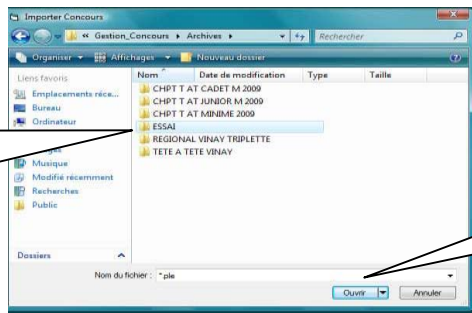 Importer Concours
« Gestion_Concours ▸ Archives ▸
Rechercher
Organiser Affichages Nouveau dossier
Liens favoris
Emplacements réce...
Bureau
Ordinateur
Musique
Modifié récemment
Recherches
Public
Dossiers
Nom Date de modification Type Taille
CHPT T AT CADET M 2009
CHPT T AT JUNIOR M 2009
CHPT T AT MINIME M 2009
ESSAI
REGIONAL VINAY TRIPLETTE
TETE A TETE VINAY
Nom du fichier : *.ple
Ouvrir Annuler